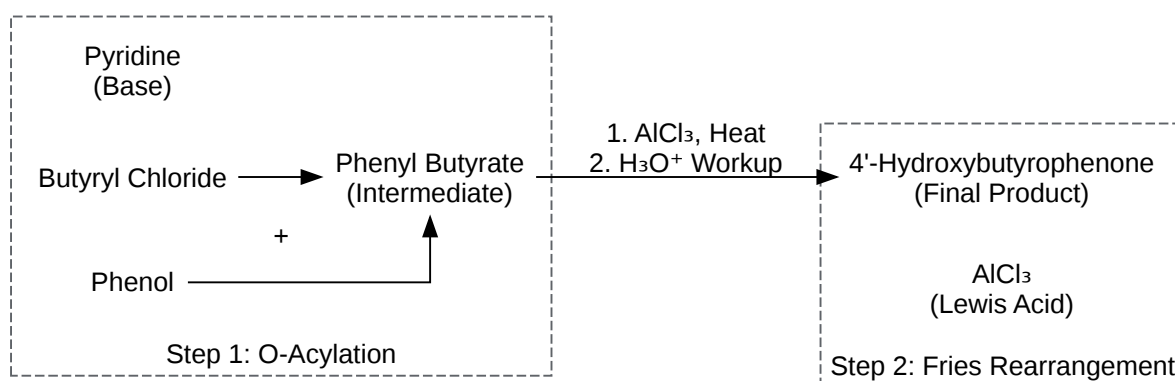 Pyridine
(Base)
Butyryl Chloride
+
Phenol
Phenyl Butyrate
(Intermediate)
Step 1: O-Acylation
1. AlCl₃, Heat
2. H₃O⁺ Workup
4'-Hydroxybutyrophenone
(Final Product)
AlCl₃
(Lewis Acid)
Step 2: Fries Rearrangement